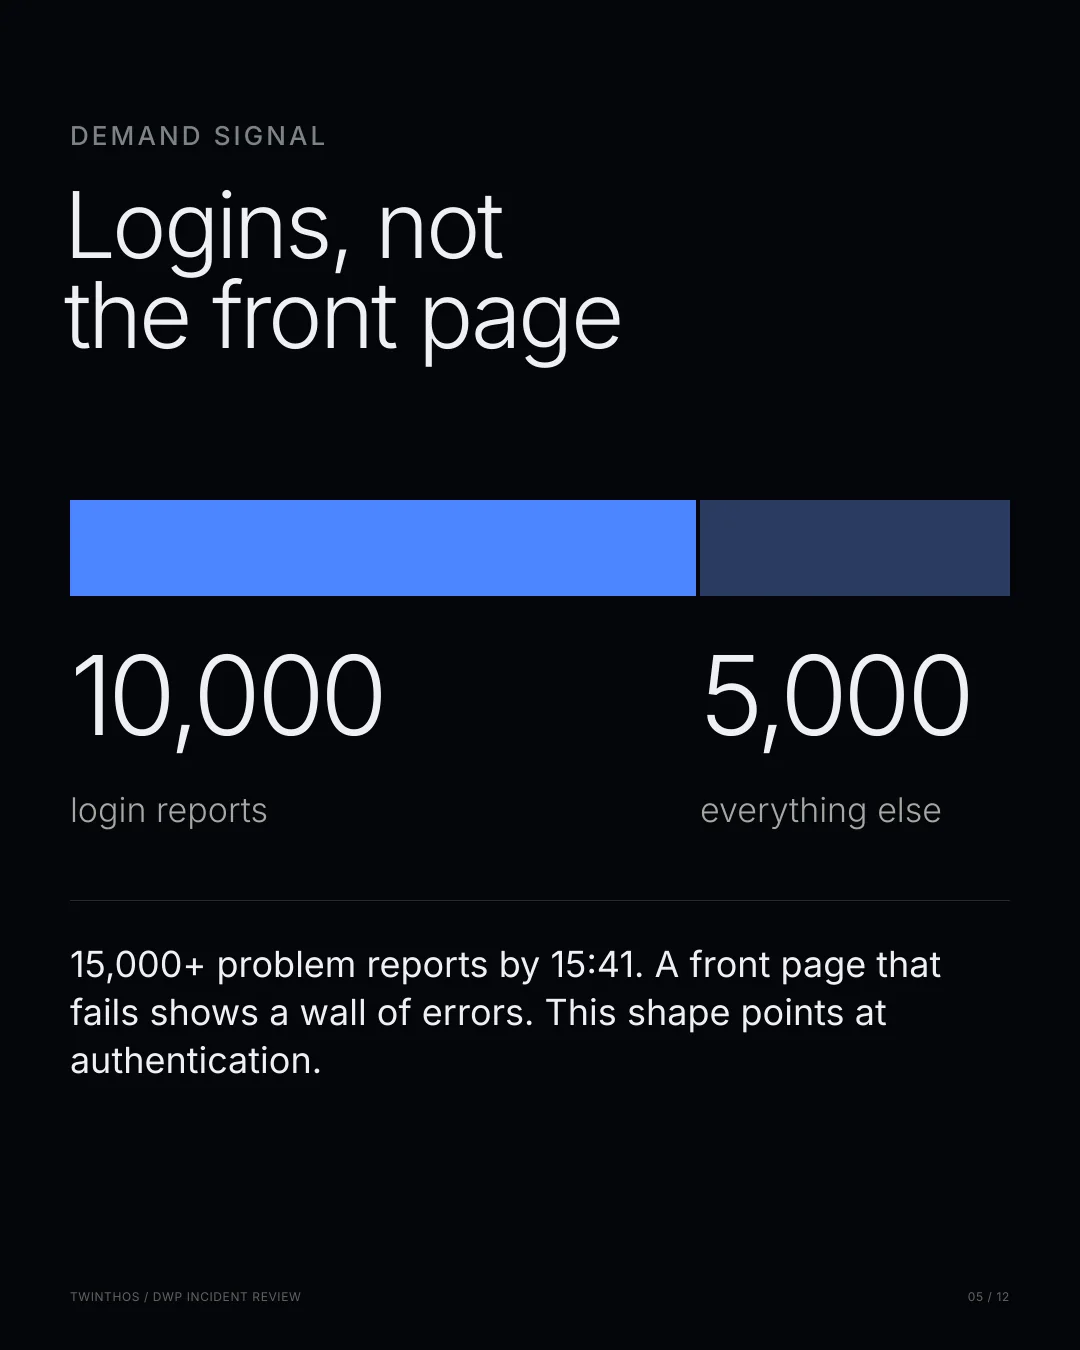 DEMAND SIGNAL
Logins, not
the front page
10,000
5,000
login reports
everything else
15,000+ problem reports by 15:41. A front page that
fails shows a wall of errors. This shape points at
authentication.
TWINTHOS / DWP INCIDENT REVIEW
05 / 12